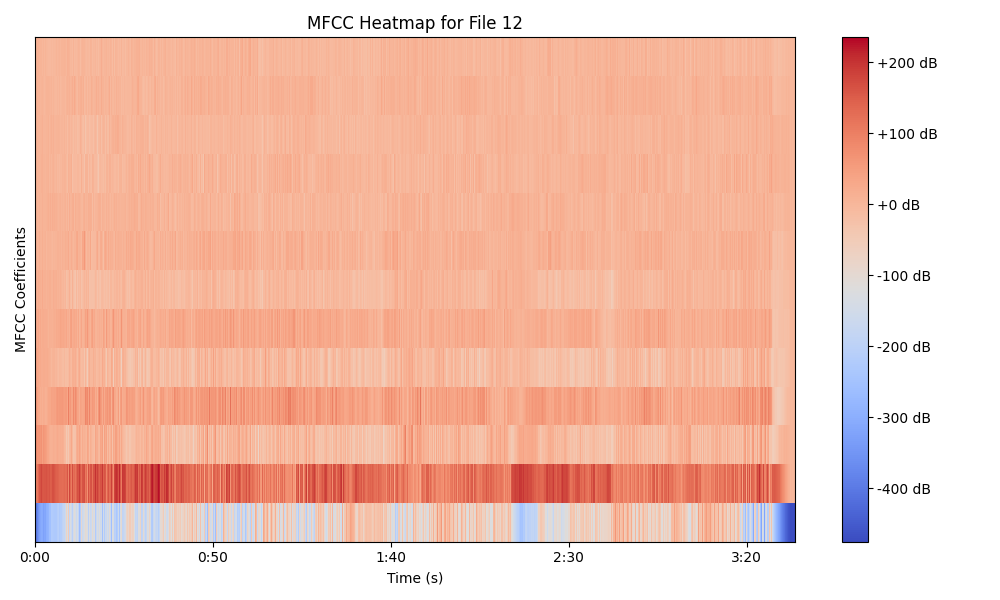 MFCC Heatmap for File 12
MFCC Coefficients
0:00
0:50
1:40
2:30
3:20
Time (s)
+200 dB
+100 dB
+0 dB
-100 dB
-200 dB
-300 dB
-400 dB